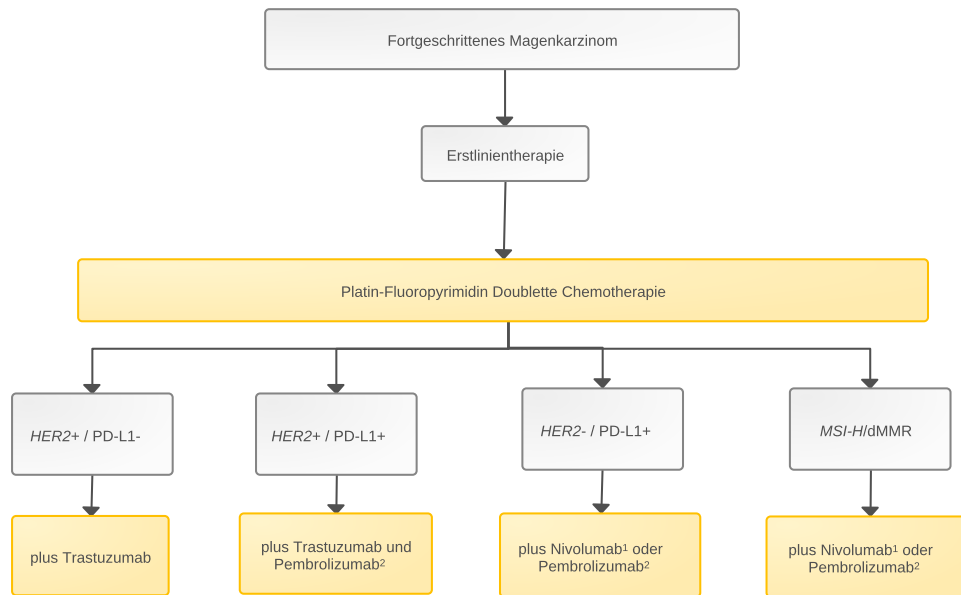 Fortgeschrittenes Magenkarzinom
Erstlinientherapie
Platin-Fluoropyrimidin Doublette Chemotherapie
HER2+ / PD-L1-
HER2+ / PD-L1+
HER2- / PD-L1+
MSI-H/dMMR
plus Trastuzumab
plus Trastuzumab und
Pembrolizumab²
plus Nivolumab¹ oder
Pembrolizumab²
plus Nivolumab¹ oder
Pembrolizumab²